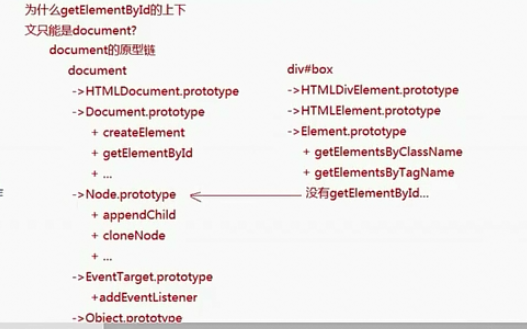 为什么getElementById的上下
文只能是document?
document的原型链
document
->HTMLDocument.prototype
->Document.prototype
+ createElement
+ getElementById
+ ...
->Node.prototype
+ appendChild
+ cloneNode
+ ...
->EventTarget.prototype
+addEventListener
->Object.prototype
div#box
->HTMLDivElement.prototype
->HTMLElement.prototype
->Element.prototype
+ getElementsByClassName
+ getElementsByTagName
没有getElementById...